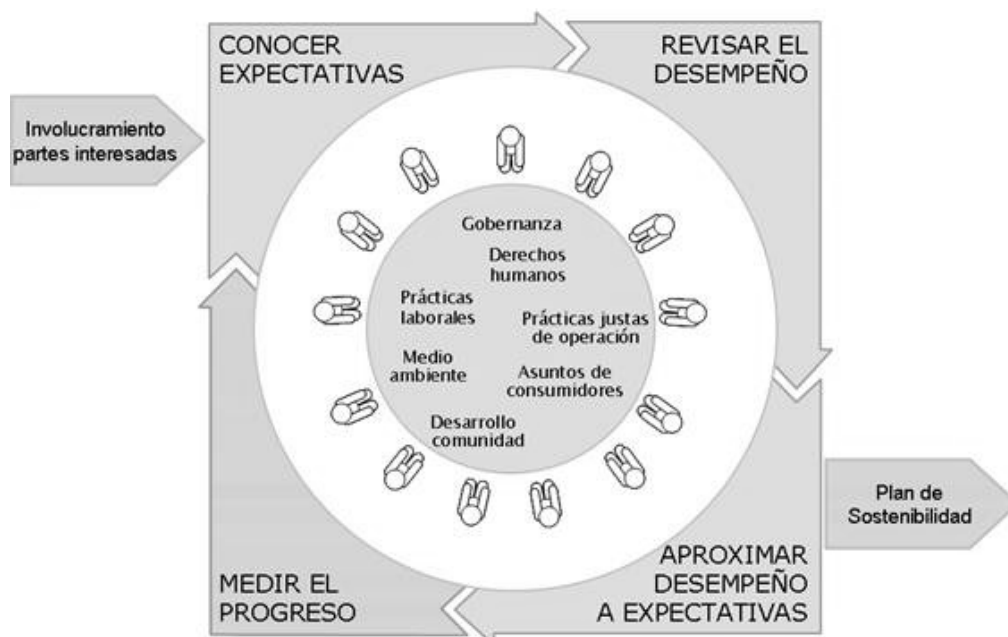 CONOCER
EXPECTATIVAS
REVISAR EL
DESEMPEÑO
Involucramiento
partes interesadas
Gobernanza
Derechos
humanos
Prácticas
laborales
Prácticas justas
de operación
Medio
ambiente
Asuntos de
consumidores
Desarrollo
comunidad
Plan de
Sostenibilidad
MEDIR EL
PROGRESO
APROXIMAR
DESEMPEÑO
A EXPECTATIVAS